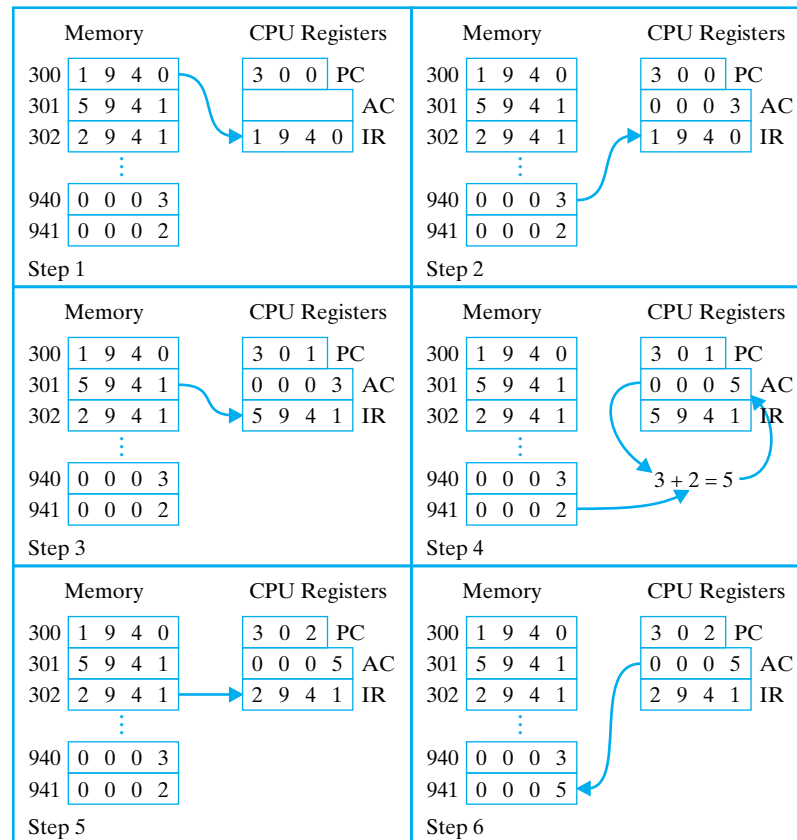 Memory CPU Registers
300 1 9 4 0 3 0 0 PC
301 5 9 4 1 AC
302 2 9 4 1 1 9 4 0 IR
940 0 0 0 3
941 0 0 0 2
Step 1
Memory CPU Registers
300 1 9 4 0 3 0 0 PC
301 5 9 4 1 0 0 0 3 AC
302 2 9 4 1 1 9 4 0 IR
940 0 0 0 3
941 0 0 0 2
Step 2
Memory CPU Registers
300 1 9 4 0 3 0 1 PC
301 5 9 4 1 0 0 0 3 AC
302 2 9 4 1 5 9 4 1 IR
940 0 0 0 3
941 0 0 0 2
Step 3
Memory CPU Registers
300 1 9 4 0 3 0 1 PC
301 5 9 4 1 0 0 0 5 AC
302 2 9 4 1 5 9 4 1 IR
940 0 0 0 3 3 + 2 = 5
941 0 0 0 2
Step 4
Memory CPU Registers
300 1 9 4 0 3 0 2 PC
301 5 9 4 1 0 0 0 5 AC
302 2 9 4 1 2 9 4 1 IR
940 0 0 0 3
941 0 0 0 2
Step 5
Memory CPU Registers
300 1 9 4 0 3 0 2 PC
301 5 9 4 1 0 0 0 5 AC
302 2 9 4 1 2 9 4 1 IR
940 0 0 0 3
941 0 0 0 5
Step 6